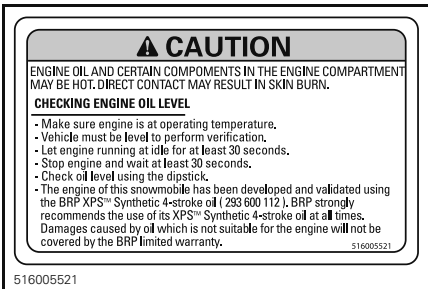 CAUTION
ENGINE OIL AND CERTAIN COMPOMENTS IN THE ENGINE COMPARTMENT
MAY BE HOT. DIRECT CONTACT MAY RESULT IN SKIN BURN.
CHECKING ENGINE OIL LEVEL
- Make sure engine is at operating temperature.
- Vehicle must be level to perform verification.
- Let engine running at idle for at least 30 seconds.
- Stop engine and wait at least 30 seconds.
- Check oil level using the dipstick.
- The engine of this snowmobile has been developed and validated using
the BRP XPS™ Synthetic 4-stroke oil ( 293 600 112 ). BRP strongly
recommends the use of its XPS™ Synthetic 4-stroke oil at all times.
Damages caused by oil which is not suitable for the engine will not be
covered by the BRP limited warranty.
516005521
516005521